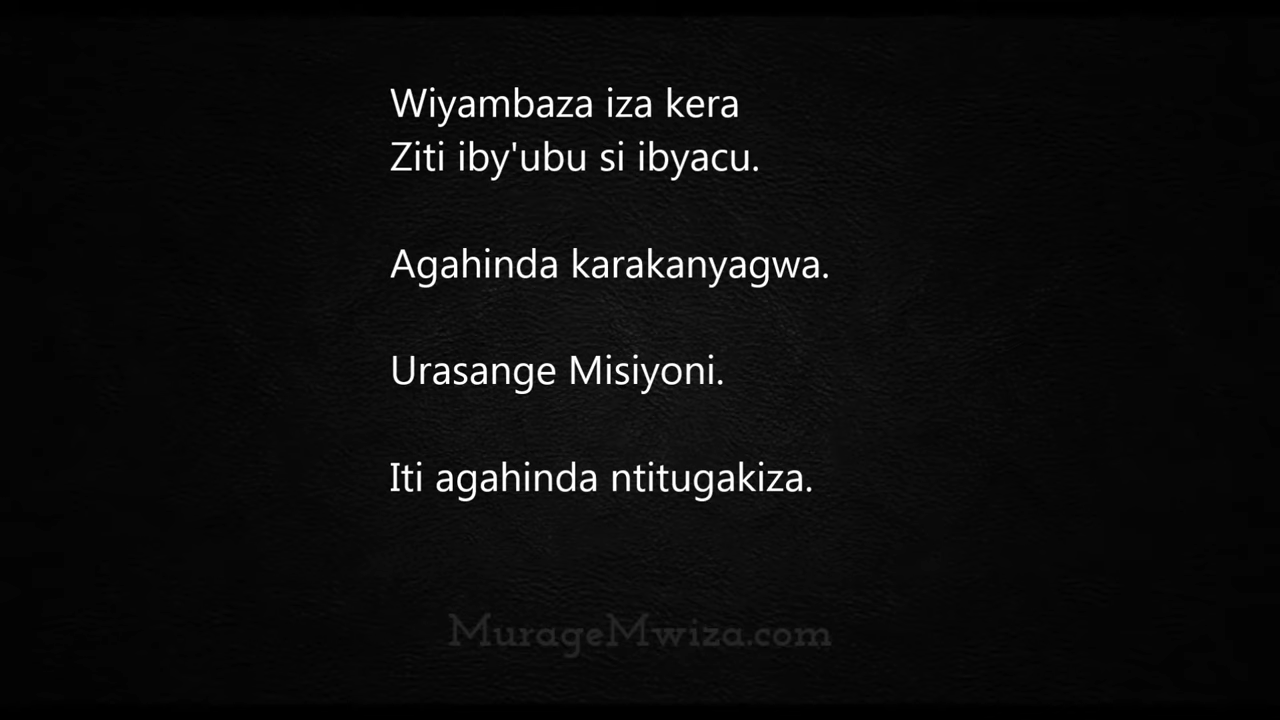 Wiyambaza iza kera
Ziti iby'ubu si ibyacu.
Agahinda karakanyagwa.
Urasange Misiyoni.
Iti agahinda ntitugakiza.
MurageMwiza.com